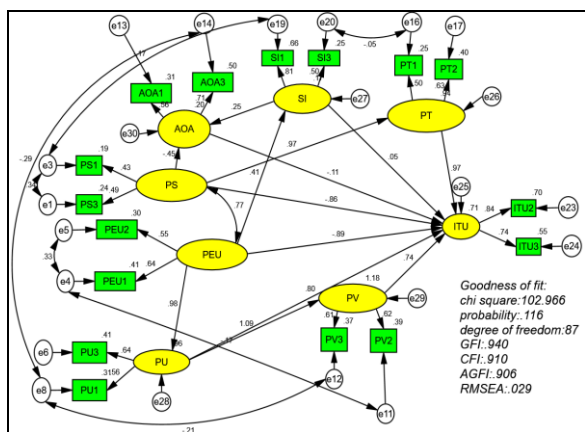 e13
e14
e19
e20
e16
e17
.17
-.05
.66
.25
.25
.40
SI1
SI3
PT1
PT2
.31
.50
AOA1
AOA3
.81
.50
.50
.63
.56
.71
.20
.94
SI
e27
PT
e26
.25
e30
AOA
-.29
e3
.19
PS1
-.45
.97
.41
.05
.97
.34
.43
-.11
e25
e1
.24
PS3
.49
PS
-.86
.71
.84
.70
ITU2
e23
ITU
e5
.30
PEU2
.55
.77
.74
.55
ITU3
e24
.33
PEU
-.89
.41
PEU1
.64
.74
e4
.80
1.18
.98
1.09
PV
e29
.41
.61
.37
.62
.39
e6
PU3
.64
PU
PV3
PV2
e8
PU1
.3156
e28
e12
e11
-.21
Goodness of fit:
chi square:102.966
probability:.116
degree of freedom:87
GFI:.940
CFI:.910
AGFI:.906
RMSEA:.029